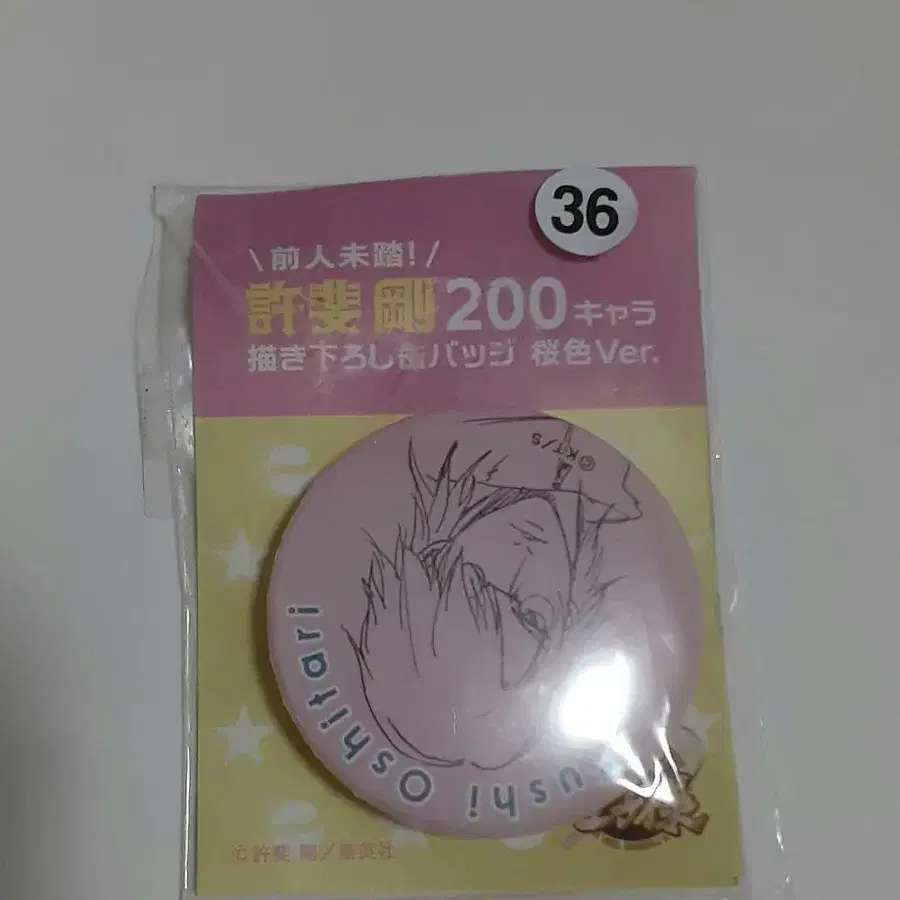 36
\前人未踏!/
許斐 剛 200キャラ
描き下ろし缶バッジ 桜色Ver.
© KT/S
Oshitari
© 許斐 剛/集英社